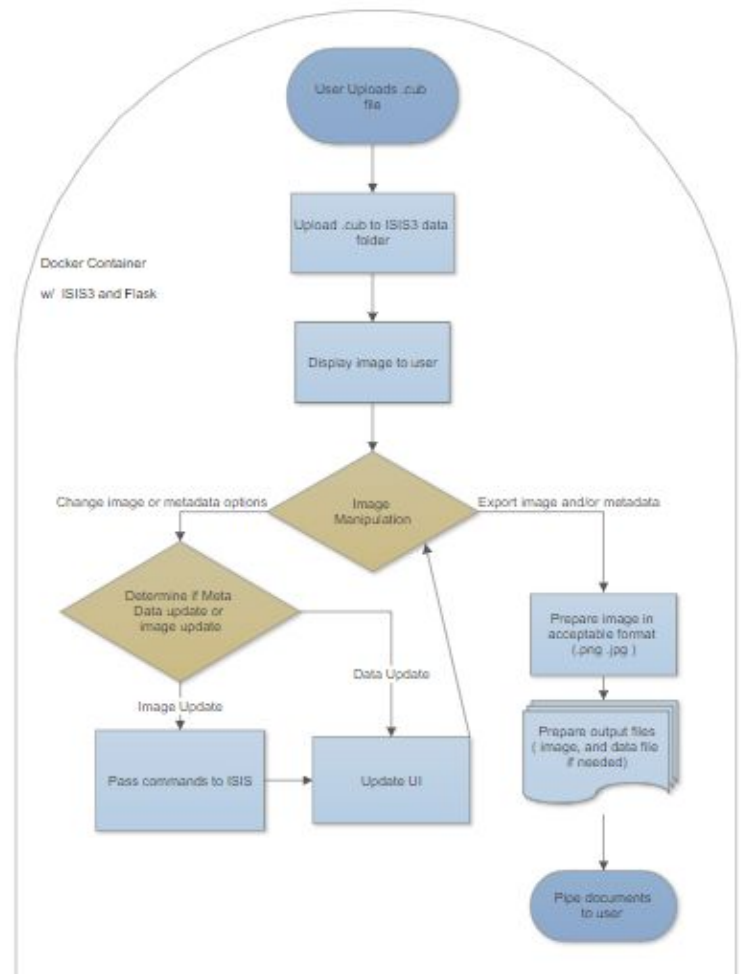 User Uploads .cub
file
Upload .cub to ISIS3 data
folder
Docker Container
w/ ISIS3 and Flask
Display image to user
Change image or metadata options
Image
Manipulation
Export image and/or metadata
Determine if Meta
Data update or
image update
Prepare image in
acceptable format
(.png .jpg )
Data Update
Image Update
Prepare output files
( image, and data file
if needed)
Pass commands to ISIS
Update UI
Pipe documents
to user